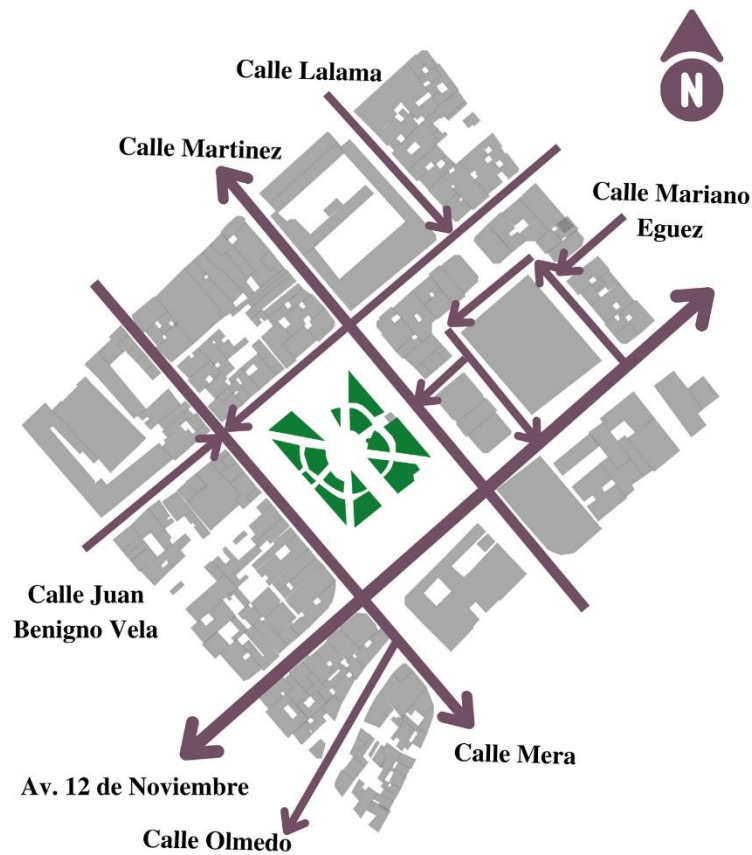 N
Calle Lalama
Calle Martinez
Calle Mariano
Eguez
Calle Juan
Benigno Vela
Calle Mera
Av. 12 de Noviembre
Calle Olmedo